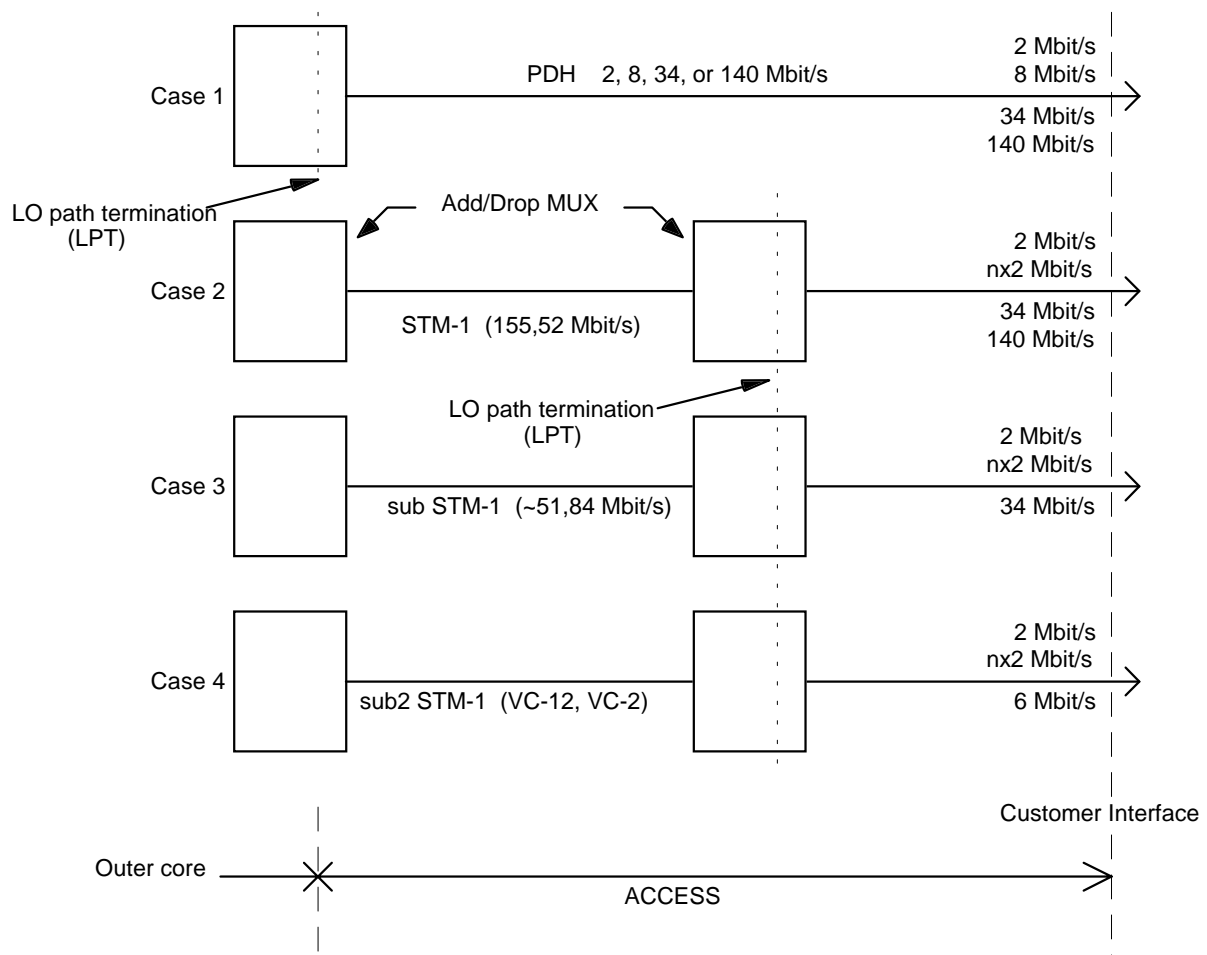 2 Mbit/s
PDH 2, 8, 34, or 140 Mbit/s
8 Mbit/s
Case 1
34 Mbit/s
140 Mbit/s
LO path termination
(LPT)
Add/Drop MUX
2 Mbit/s
nx2 Mbit/s
Case 2
STM-1 (155,52 Mbit/s)
34 Mbit/s
140 Mbit/s
LO path termination
(LPT)
2 Mbit/s
nx2 Mbit/s
Case 3
sub STM-1 (~51,84 Mbit/s)
34 Mbit/s
2 Mbit/s
nx2 Mbit/s
Case 4
sub2 STM-1 (VC-12, VC-2)
6 Mbit/s
Customer Interface
Outer core
ACCESS